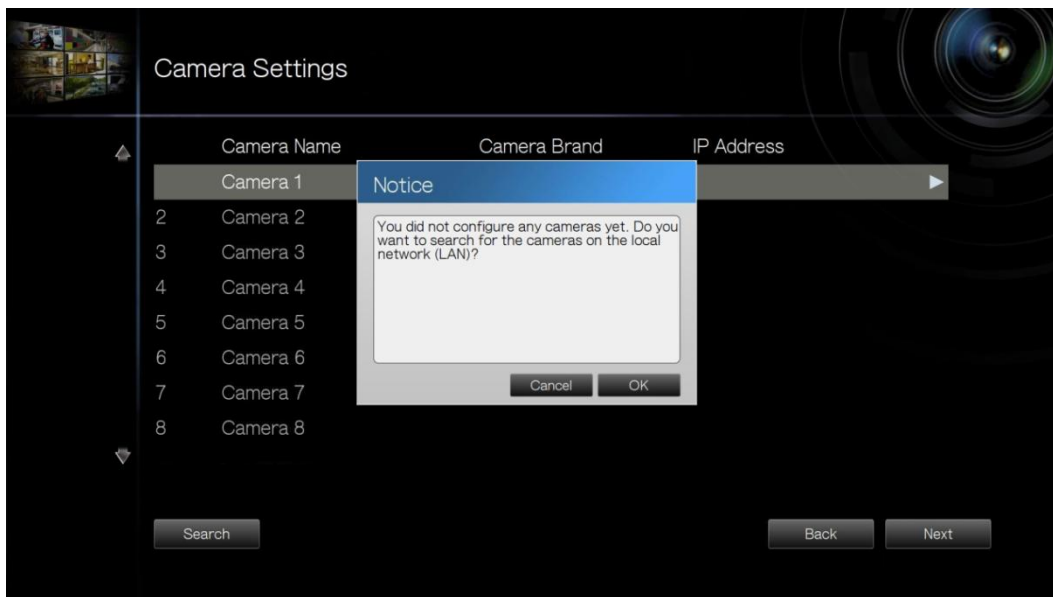 Camera Settings
Camera Name Camera Brand IP Address
Camera 1
Notice
You did not configure any cameras yet. Do you
want to search for the cameras on the local
network (LAN)?
2 Camera 2
3 Camera 3
4 Camera 4
5 Camera 5
6 Camera 6
7 Camera 7
8 Camera 8
Cancel OK
Search Back Next